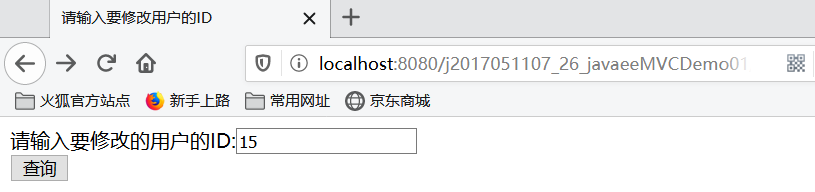 请输入要修改用户的ID
localhost:8080/j2017051107_26_javaeeMVCDemo01
火狐官方站点 新手上路 常用网址 京东商城
请输入要修改的用户的ID:15
查询